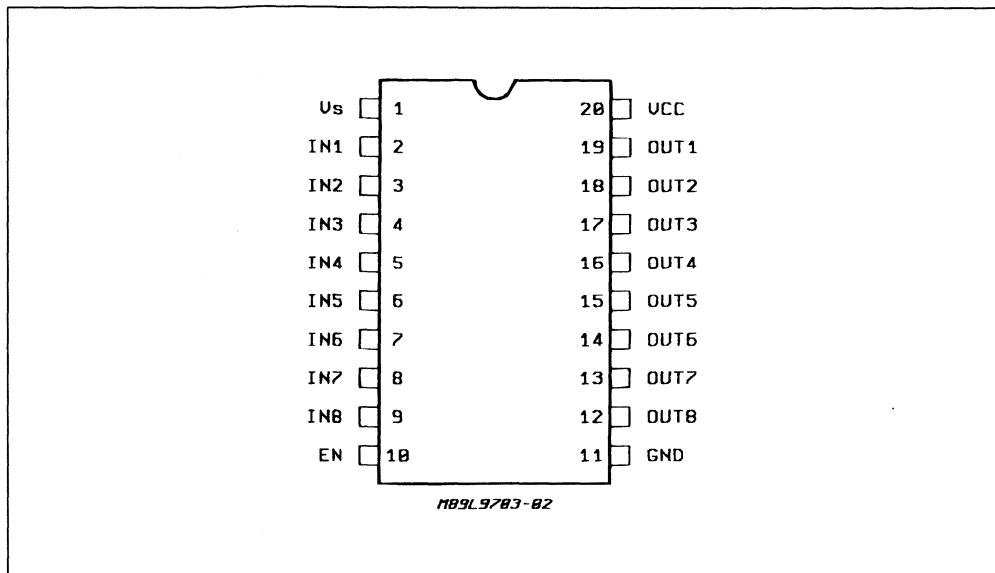 Vs 1 20 VCC
IN1 2 19 OUT1
IN2 3 18 OUT2
IN3 4 17 OUT3
IN4 5 16 OUT4
IN5 6 15 OUT5
IN6 7 14 OUT6
IN7 8 13 OUT7
IN8 9 12 OUT8
EN 10 11 GND
M89L9703-02